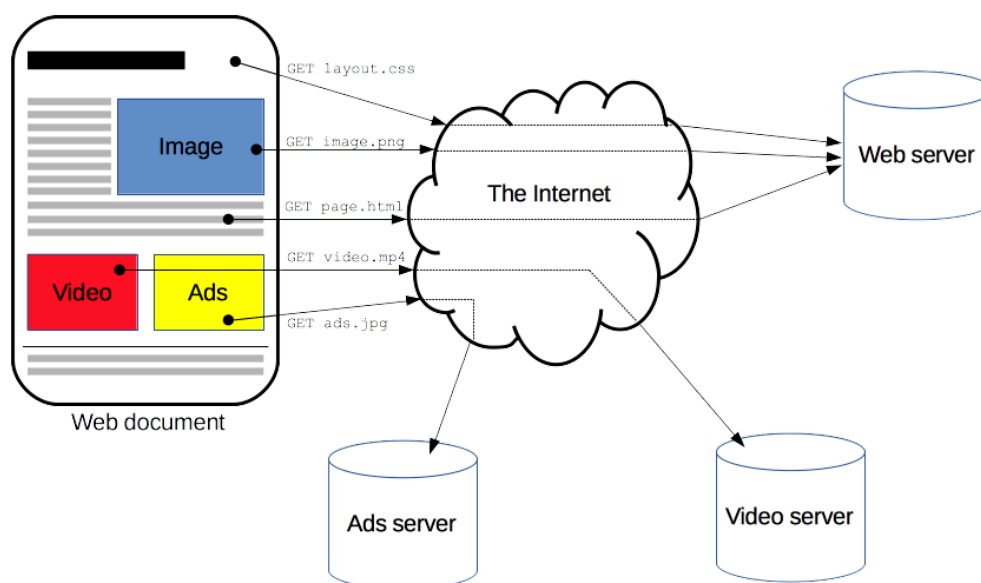 GET layout.css
Image
GET image.png
Web server
The Internet
GET page.html
GET video.mp4
Video
Ads
GET ads.jpg
Web document
Ads server
Video server